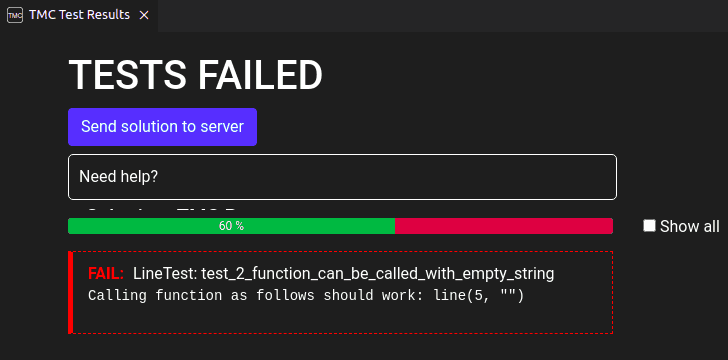 TMC TMC Test Results ×
TESTS FAILED
Send solution to server
Need help?
60 %
Show all
FAIL: LineTest: test_2_function_can_be_called_with_empty_string
Calling function as follows should work: line(5, "")